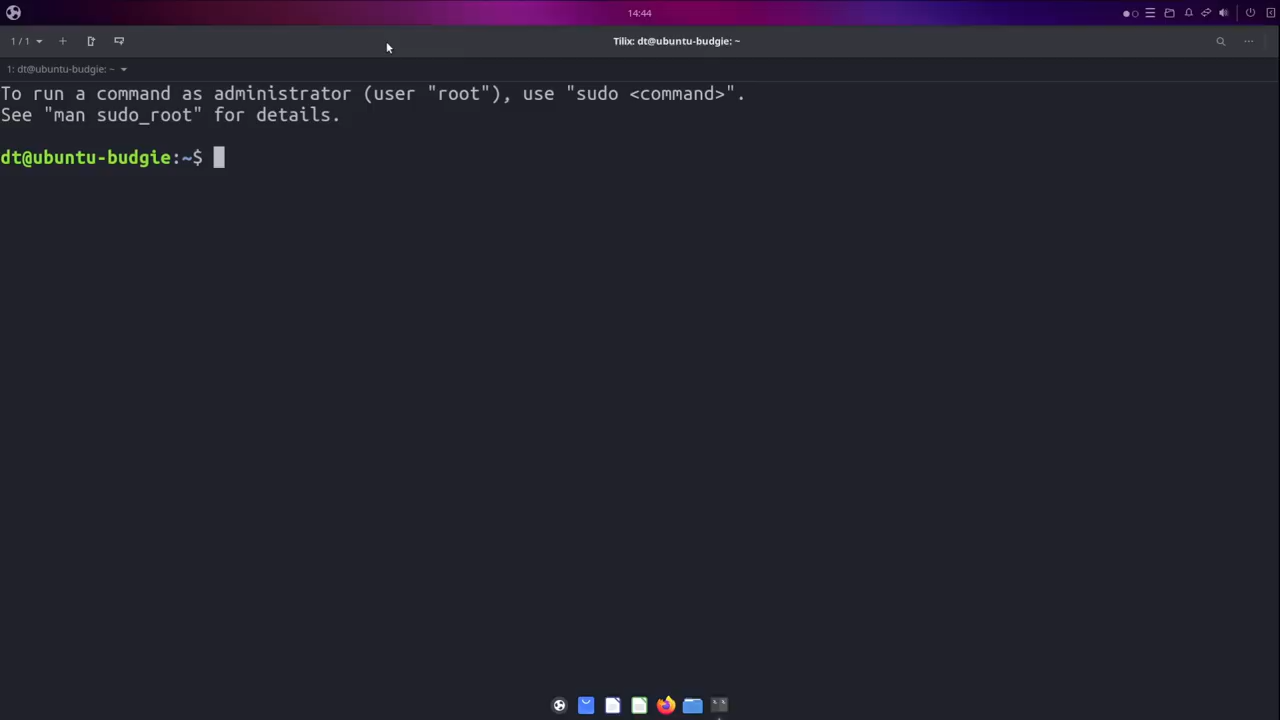 14:44
1 / 1
Tilix: dt@ubuntu-budgie: ~
1: dt@ubuntu-budgie: ~
To run a command as administrator (user "root"), use "sudo <command>".
See "man sudo_root" for details.
dt@ubuntu-budgie:~$